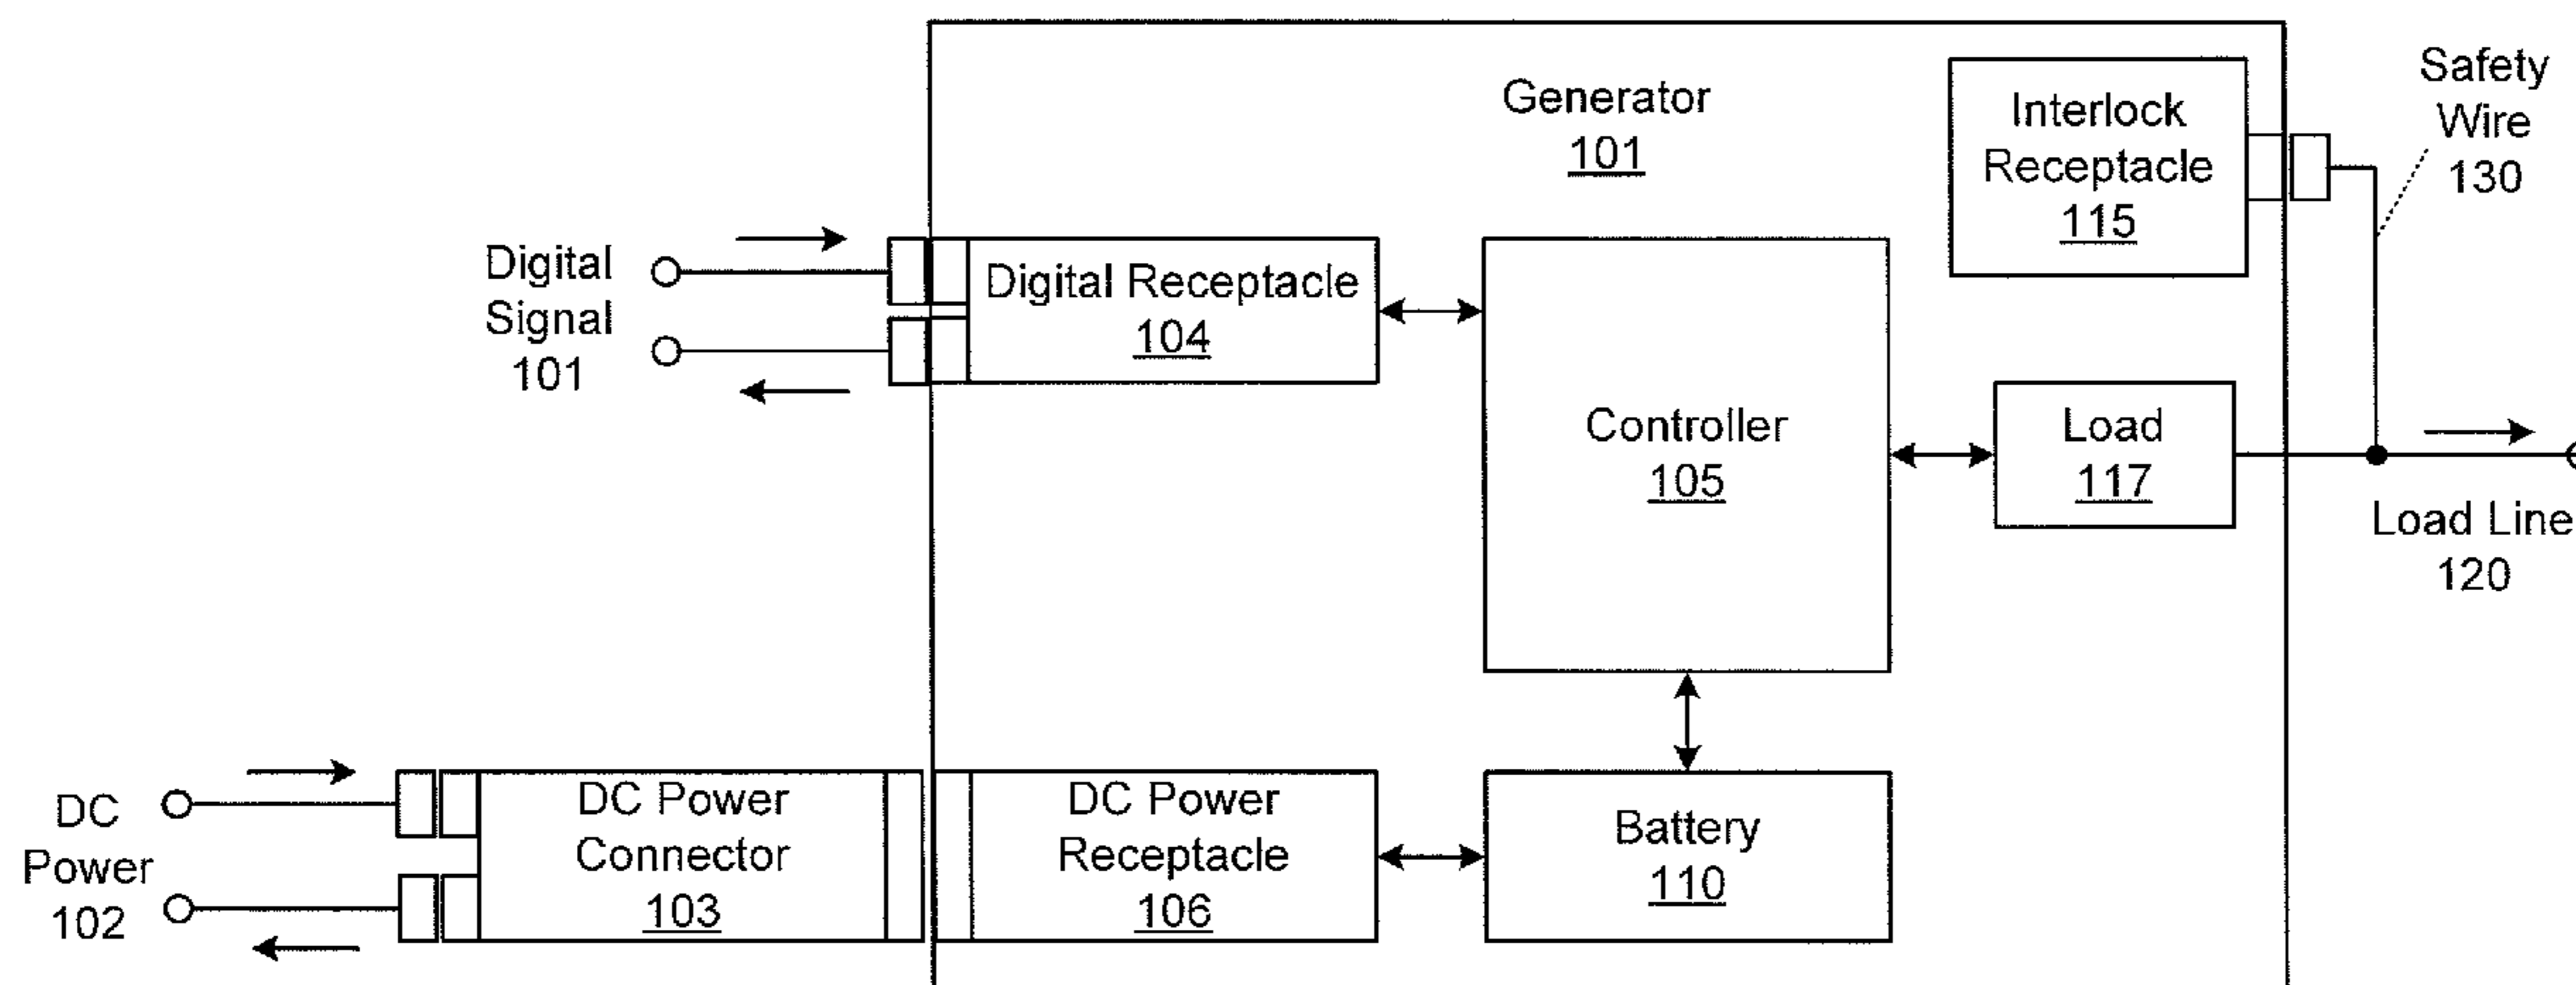 Generator
101
Safety
Wire
130
Interlock
Receptacle
115
Digital
Signal
101
Digital Receptacle
104
Controller
105
Load
117
Load Line
120
DC
Power
102
DC Power
Connector
103
DC Power
Receptacle
106
Battery
110